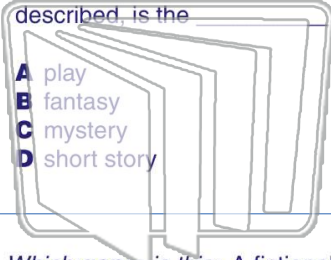 described, is the
A play
B fantasy
C mystery
D short story